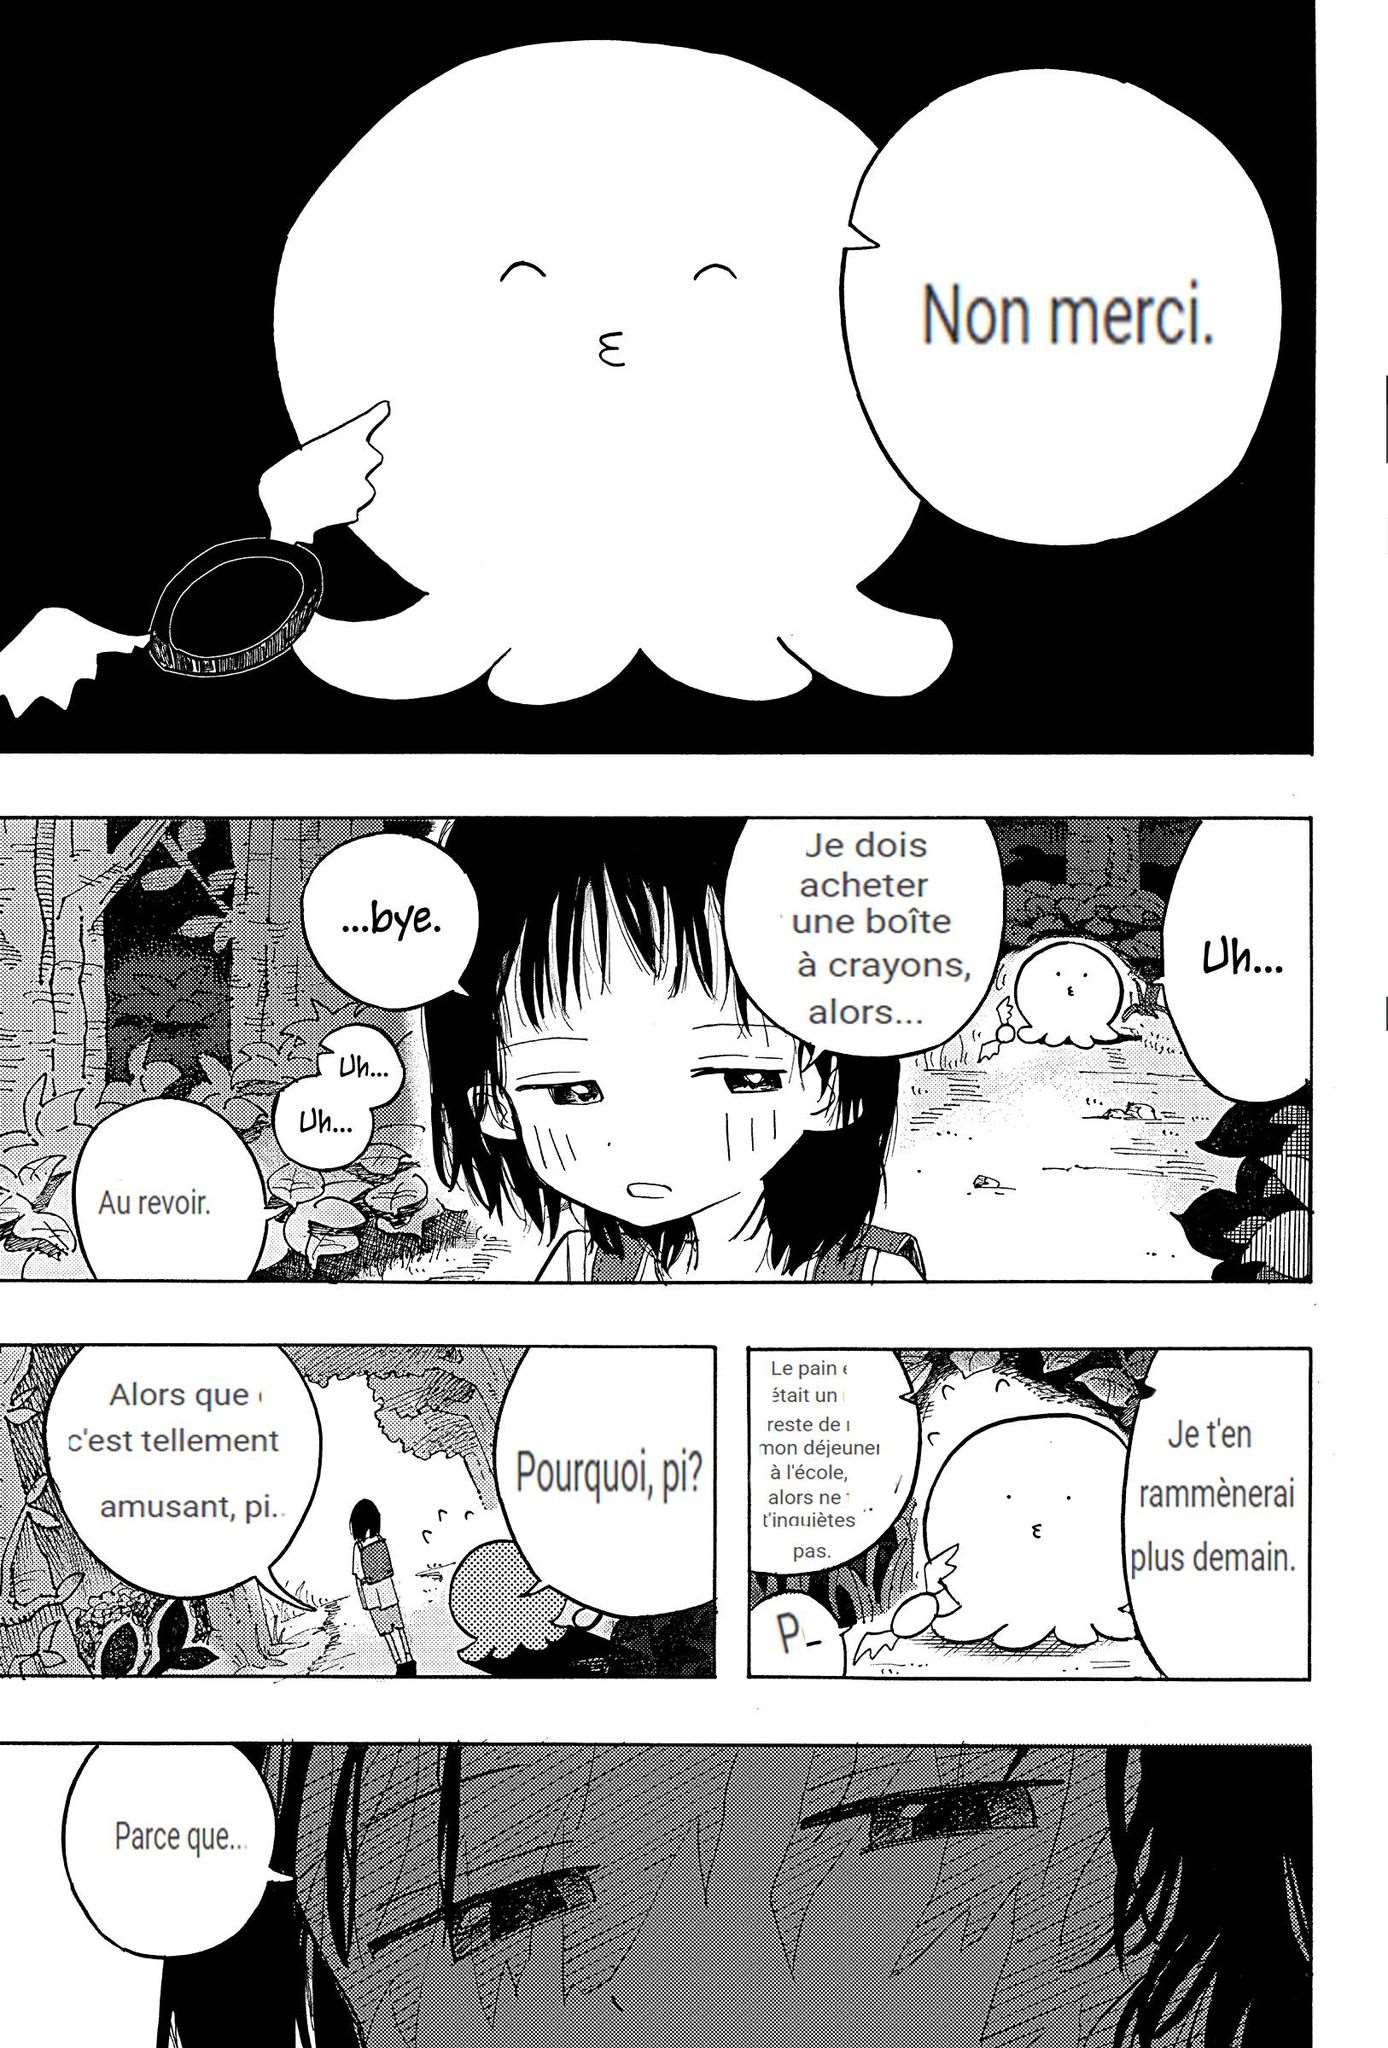 Non merci.
Uh...
Je dois
acheter
une boîte
à crayons,
alors...
...bye.
Uh...
Uh...
Au revoir.
Je t'en
rammènerai
plus demain.
Le pain
était un
reste de
mon déjeuner
à l'école,
alors ne
t'inquiètes
pas.
P_
Pourquoi, pi?
Alors que
c'est tellement
amusant, pi..
Parce que...